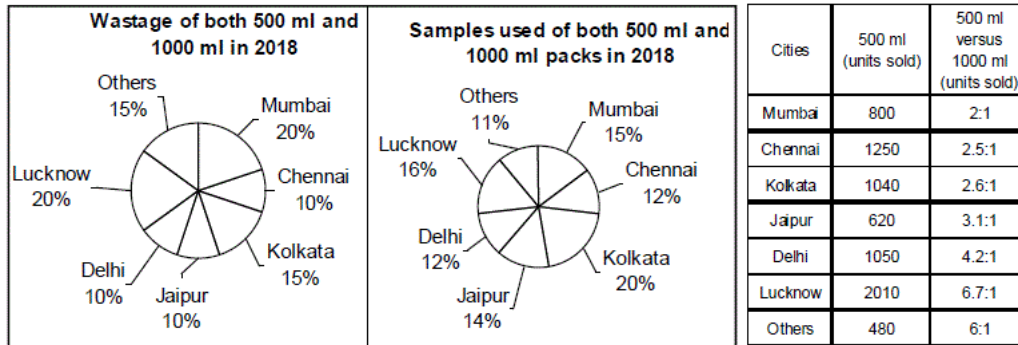 Wastage of both 500 ml and
1000 ml in 2018
Others
15%
Mumbai
20%
Lucknow
20%
Chennai
10%
Delhi
10%
Kolkata
15%
Jaipur
10%
Samples used of both 500 ml and
1000 ml packs in 2018
Others
11%
Mumbai
15%
Lucknow
16%
Chennai
12%
Delhi
12%
Kolkata
20%
Jaipur
14%
Cities
500 ml
(units sold)
500 ml
versus
1000 ml
(units sold)
Mumbai 800 2:1
Chennai 1250 2.5:1
Kolkata 1040 2.6:1
Jaipur 620 3.1:1
Delhi 1050 4.2:1
Lucknow 2010 6.7:1
Others 480 6:1